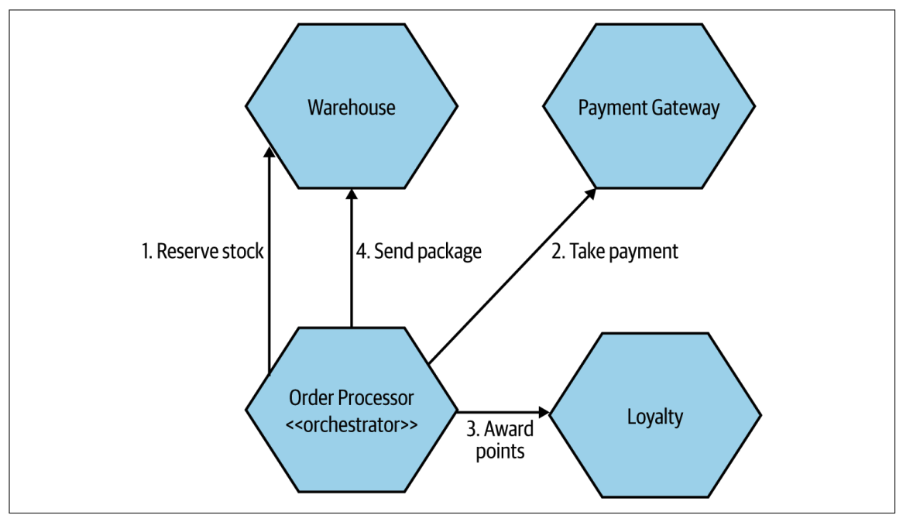 Warehouse
Payment Gateway
1. Reserve stock
4. Send package
2. Take payment
Order Processor
<<orchestrator>>
3. Award
points
Loyalty